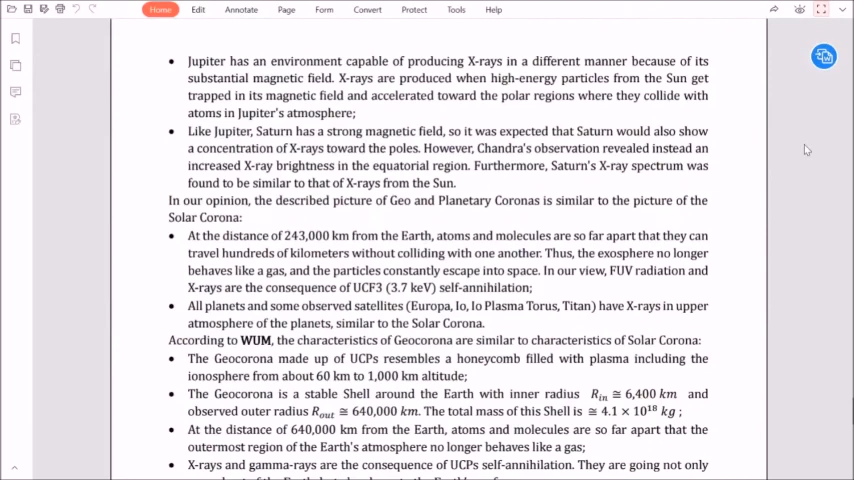 Home Edit Annotate Page Form Convert Protect Tools Help
• Jupiter has an environment capable of producing X-rays in a different manner because of its
substantial magnetic field. X-rays are produced when high-energy particles from the Sun get
trapped in its magnetic field and accelerated toward the polar regions where they collide with
atoms in Jupiter's atmosphere;
• Like Jupiter, Saturn has a strong magnetic field, so it was expected that Saturn would also show
a concentration of X-rays toward the poles. However, Chandra's observation revealed instead an
increased X-ray brightness in the equatorial region. Furthermore, Saturn's X-ray spectrum was
found to be similar to that of X-rays from the Sun.
In our opinion, the described picture of Geo and Planetary Coronas is similar to the picture of the
Solar Corona:
• At the distance of 243,000 km from the Earth, atoms and molecules are so far apart that they can
travel hundreds of kilometers without colliding with one another. Thus, the exosphere no longer
behaves like a gas, and the particles constantly escape into space. In our view, FUV radiation and
X-rays are the consequence of UCF3 (3.7 keV) self-annihilation;
• All planets and some observed satellites (Europa, Io, Io Plasma Torus, Titan) have X-rays in upper
atmosphere of the planets, similar to the Solar Corona.
According to WUM, the characteristics of Geocorona are similar to characteristics of Solar Corona:
• The Geocorona made up of UCPs resembles a honeycomb filled with plasma including the
ionosphere from about 60 km to 1,000 km altitude;
• The Geocorona is a stable Shell around the Earth with inner radius R_in ≅ 6,400 km and
observed outer radius R_out ≅ 640,000 km. The total mass of this Shell is ≅ 4.1 × 10¹⁸ kg ;
• At the distance of 640,000 km from the Earth, atoms and molecules are so far apart that the
outermost region of the Earth's atmosphere no longer behaves like a gas;
• X-rays and gamma-rays are the consequence of UCPs self-annihilation. They are going not only